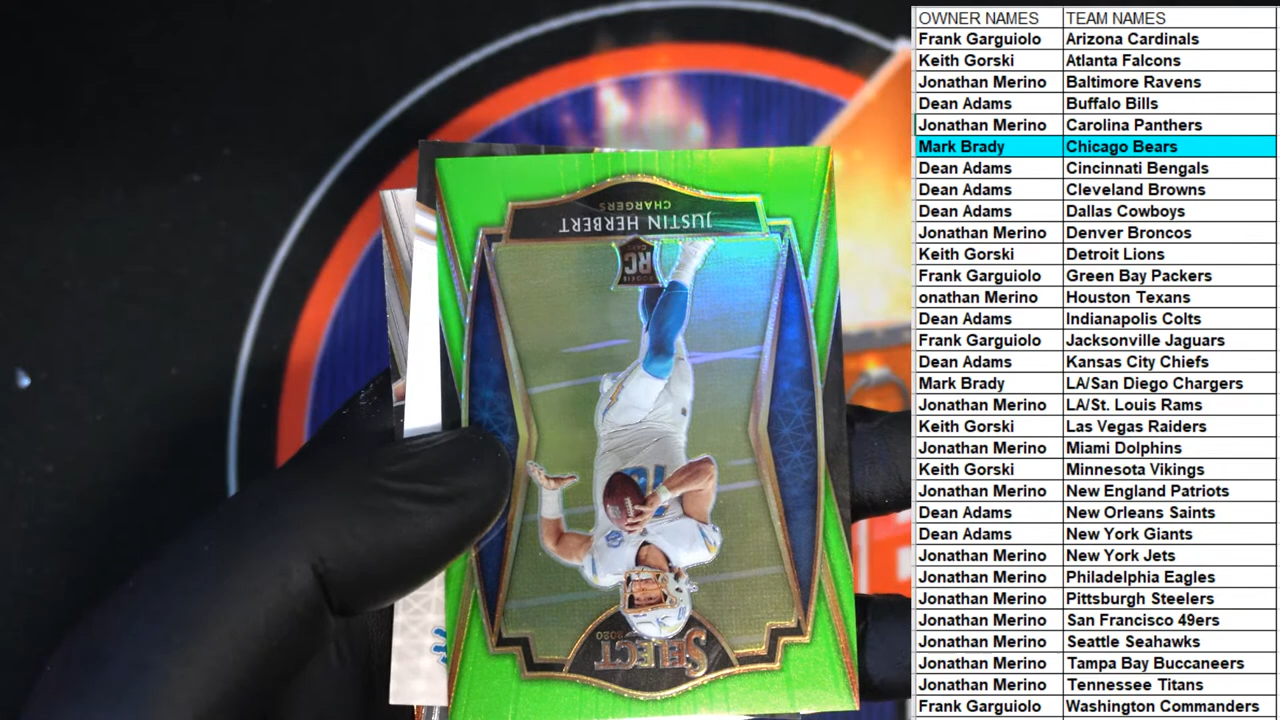 OWNER NAMES TEAM NAMES
Frank Garguiolo Arizona Cardinals
Keith Gorski Atlanta Falcons
Jonathan Merino Baltimore Ravens
Dean Adams Buffalo Bills
Jonathan Merino Carolina Panthers
Mark Brady Chicago Bears
Dean Adams Cincinnati Bengals
Dean Adams Cleveland Browns
Dean Adams Dallas Cowboys
Jonathan Merino Denver Broncos
Keith Gorski Detroit Lions
Frank Garguiolo Green Bay Packers
onathan Merino Houston Texans
Dean Adams Indianapolis Colts
Frank Garguiolo Jacksonville Jaguars
Dean Adams Kansas City Chiefs
Mark Brady LA/San Diego Chargers
Jonathan Merino LA/St. Louis Rams
Keith Gorski Las Vegas Raiders
Jonathan Merino Miami Dolphins
Keith Gorski Minnesota Vikings
Jonathan Merino New England Patriots
Dean Adams New Orleans Saints
Dean Adams New York Giants
Jonathan Merino New York Jets
Jonathan Merino Philadelphia Eagles
Jonathan Merino Pittsburgh Steelers
Jonathan Merino San Francisco 49ers
Jonathan Merino Seattle Seahawks
Jonathan Merino Tampa Bay Buccaneers
Jonathan Merino Tennessee Titans
Frank Garguiolo Washington Commanders
2020
SELECT
ROOKIE
RC
CARD
JUSTIN HERBERT
CHARGERS